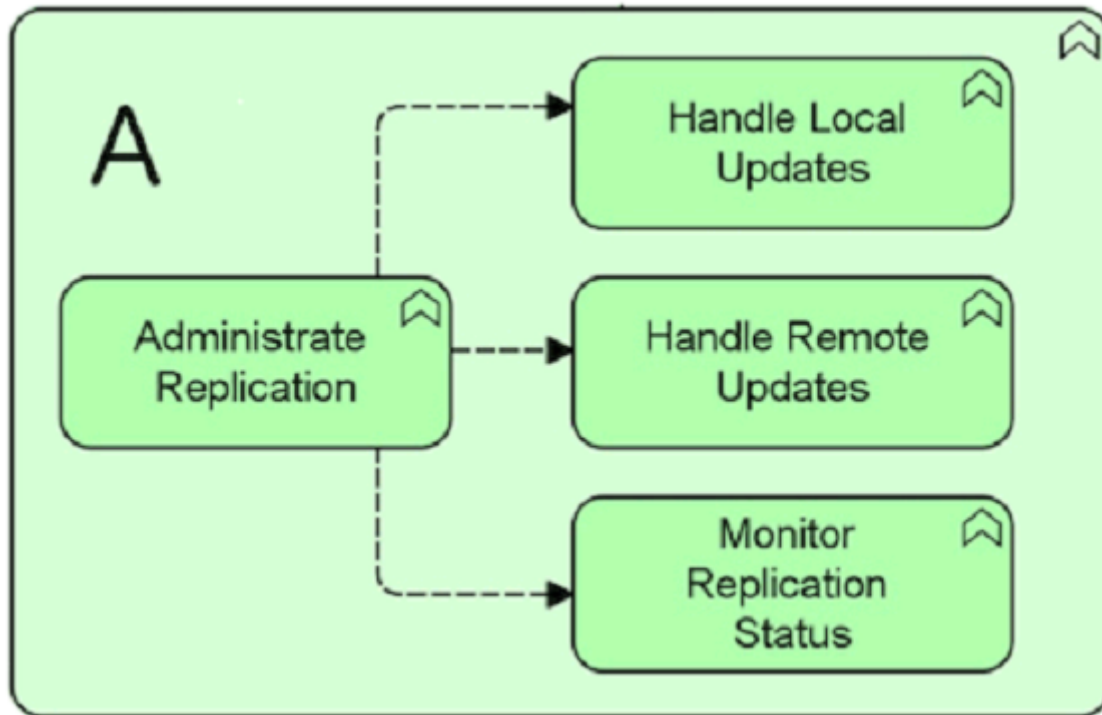 A
Handle Local
Updates
Administrate
Replication
Handle Remote
Updates
Monitor
Replication
Status